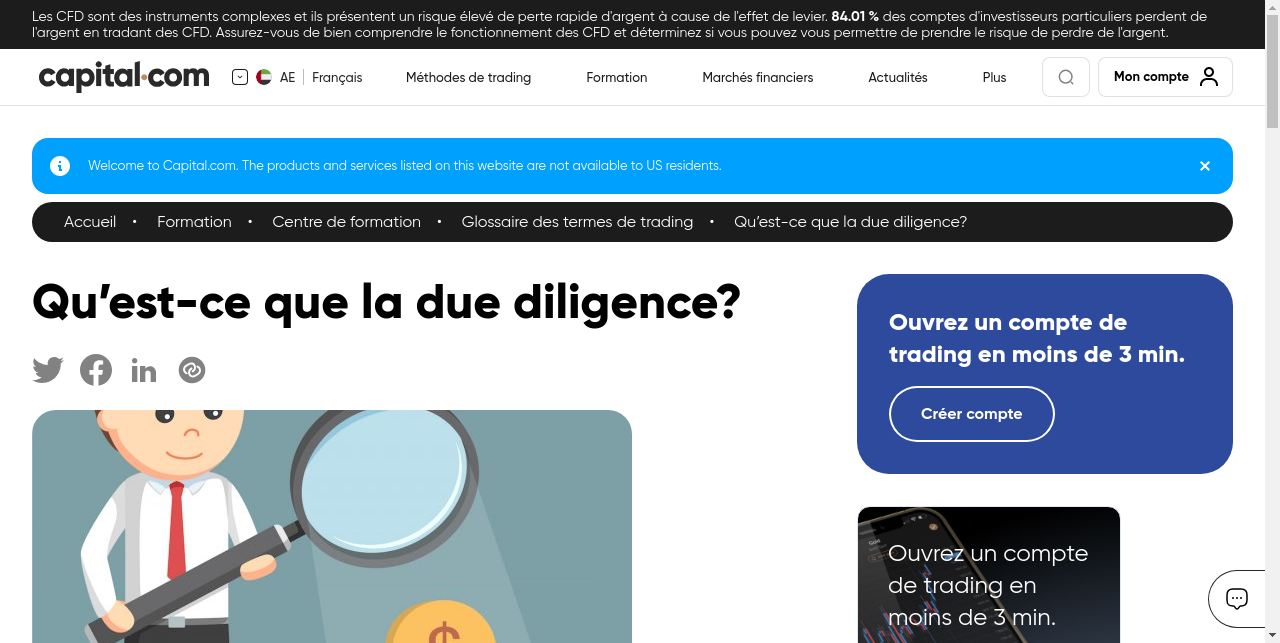 Les CFD sont des instruments complexes et ils présentent un risque élevé de perte rapide d'argent à cause de l'effet de levier. 84.01 % des comptes d'investisseurs particuliers perdent de
l'argent en tradant des CFD. Assurez-vous de bien comprendre le fonctionnement des CFD et déterminez si vous pouvez vous permettre de prendre le risque de perdre de l'argent.
capital.com AE Français Méthodes de trading Formation Marchés financiers Actualités Plus Mon compte
Welcome to Capital.com. The products and services listed on this website are not available to US residents.
Accueil • Formation • Centre de formation • Glossaire des termes de trading • Qu’est-ce que la due diligence?
Qu’est-ce que la due diligence?
Ouvrez un compte de
trading en moins de 3 min.
Créer compte
$
Ouvrez un compte
de trading en
moins de 3 min.